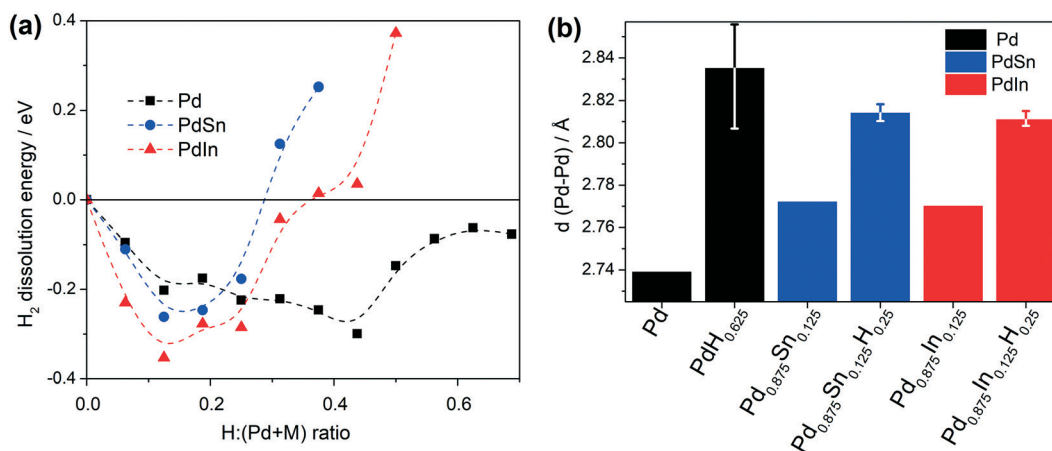 (a)
H₂ dissolution energy / eV
0.4
0.2
0.0
-0.2
-0.4
Pd
PdSn
PdIn
0.0 0.2 0.4 0.6
H:(Pd+M) ratio
(b)
d (Pd-Pd) / Å
2.84
2.82
2.80
2.78
2.76
2.74
Pd
PdSn
PdIn
Pd
PdH₀.₆₂₅
Pd₀.₈₇₅Sn₀.₁₂₅
Pd₀.₈₇₅Sn₀.₁₂₅H₀.₂₅
Pd₀.₈₇₅In₀.₁₂₅
Pd₀.₈₇₅In₀.₁₂₅H₀.₂₅